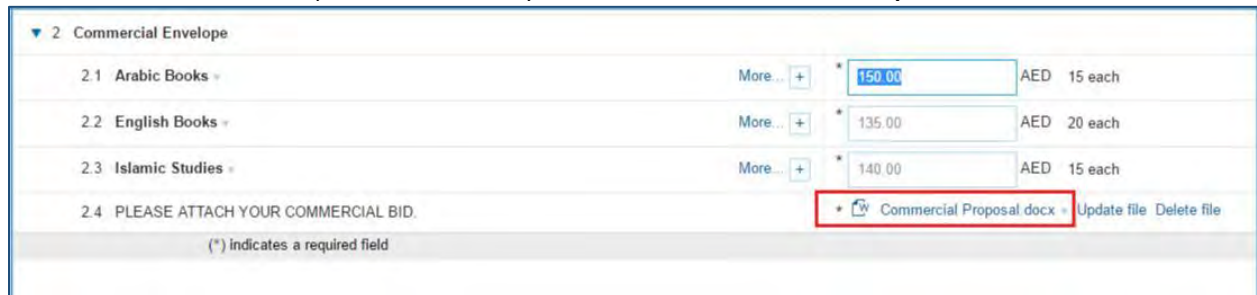 ▼ 2 Commercial Envelope
2.1 Arabic Books More... + * 150.00 AED 15 each
2.2 English Books More... + * 135.00 AED 20 each
2.3 Islamic Studies More... + * 140.00 AED 15 each
2.4 PLEASE ATTACH YOUR COMMERCIAL BID. * W Commercial Proposal.docx Update file Delete file
(*) indicates a required field